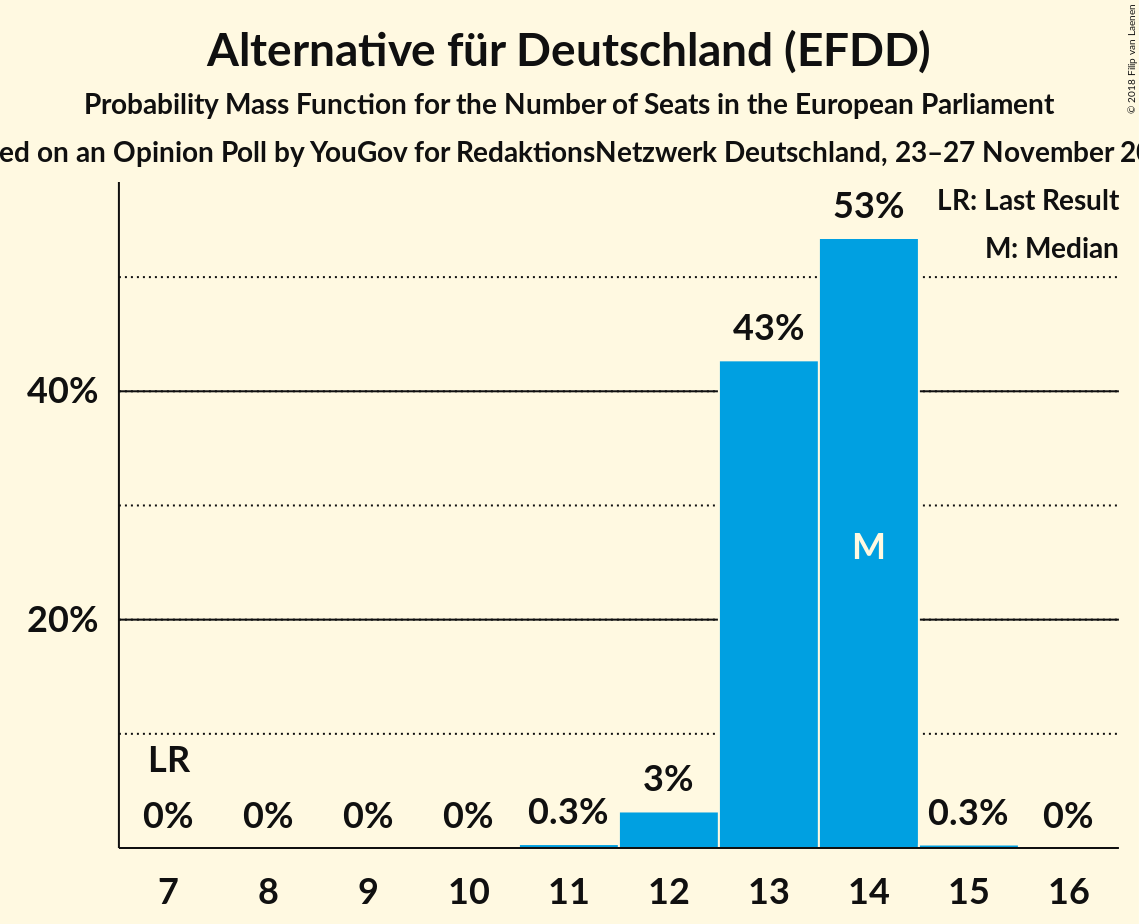 Alternative für Deutschland (EFDD)
Probability Mass Function for the Number of Seats in the European Parliament
ed on an Opinion Poll by YouGov for RedaktionsNetzwerk Deutschland, 23–27 November 20
© 2018 Filip van Laenen
LR: Last Result
M: Median
53%
43%
40%
M
20%
LR
3%
0% 0% 0% 0% 0.3% 0.3% 0%
7 8 9 10 11 12 13 14 15 16